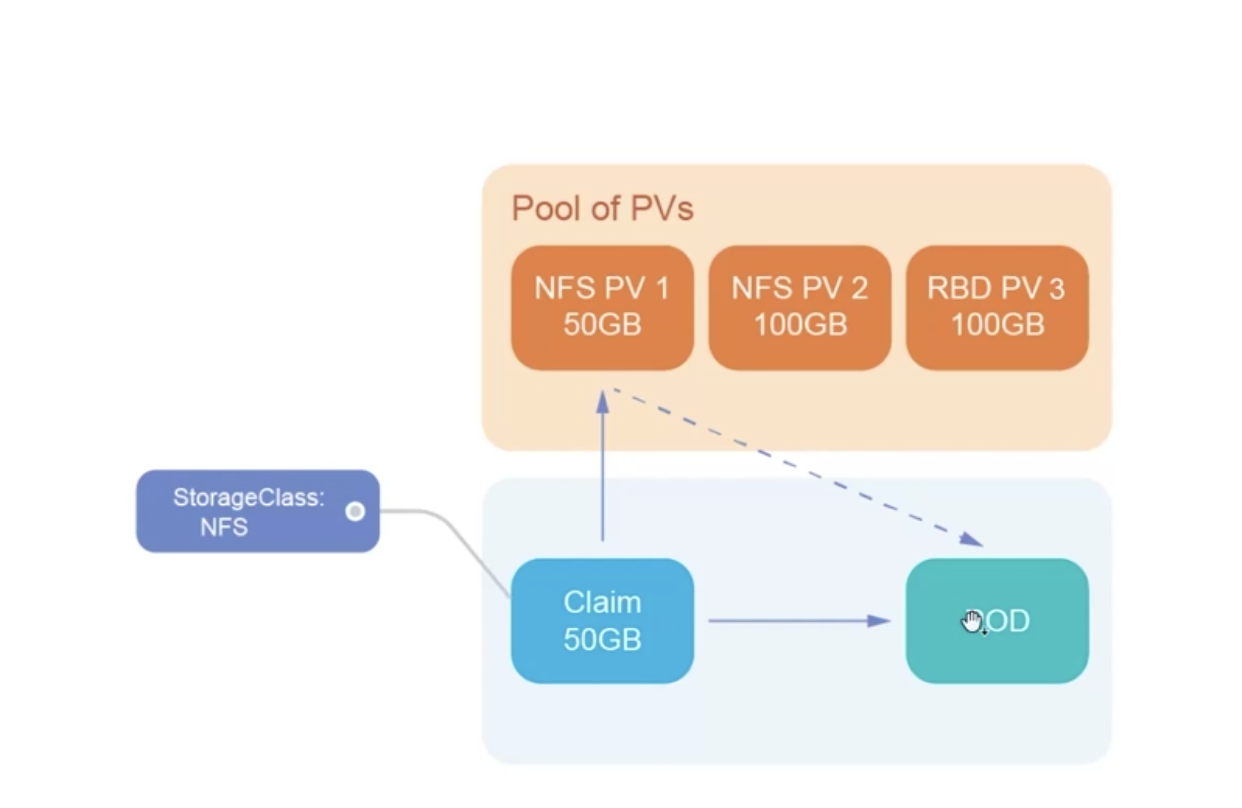 Pool of PVs
NFS PV 1
50GB
NFS PV 2
100GB
RBD PV 3
100GB
StorageClass:
NFS
Claim
50GB
POD